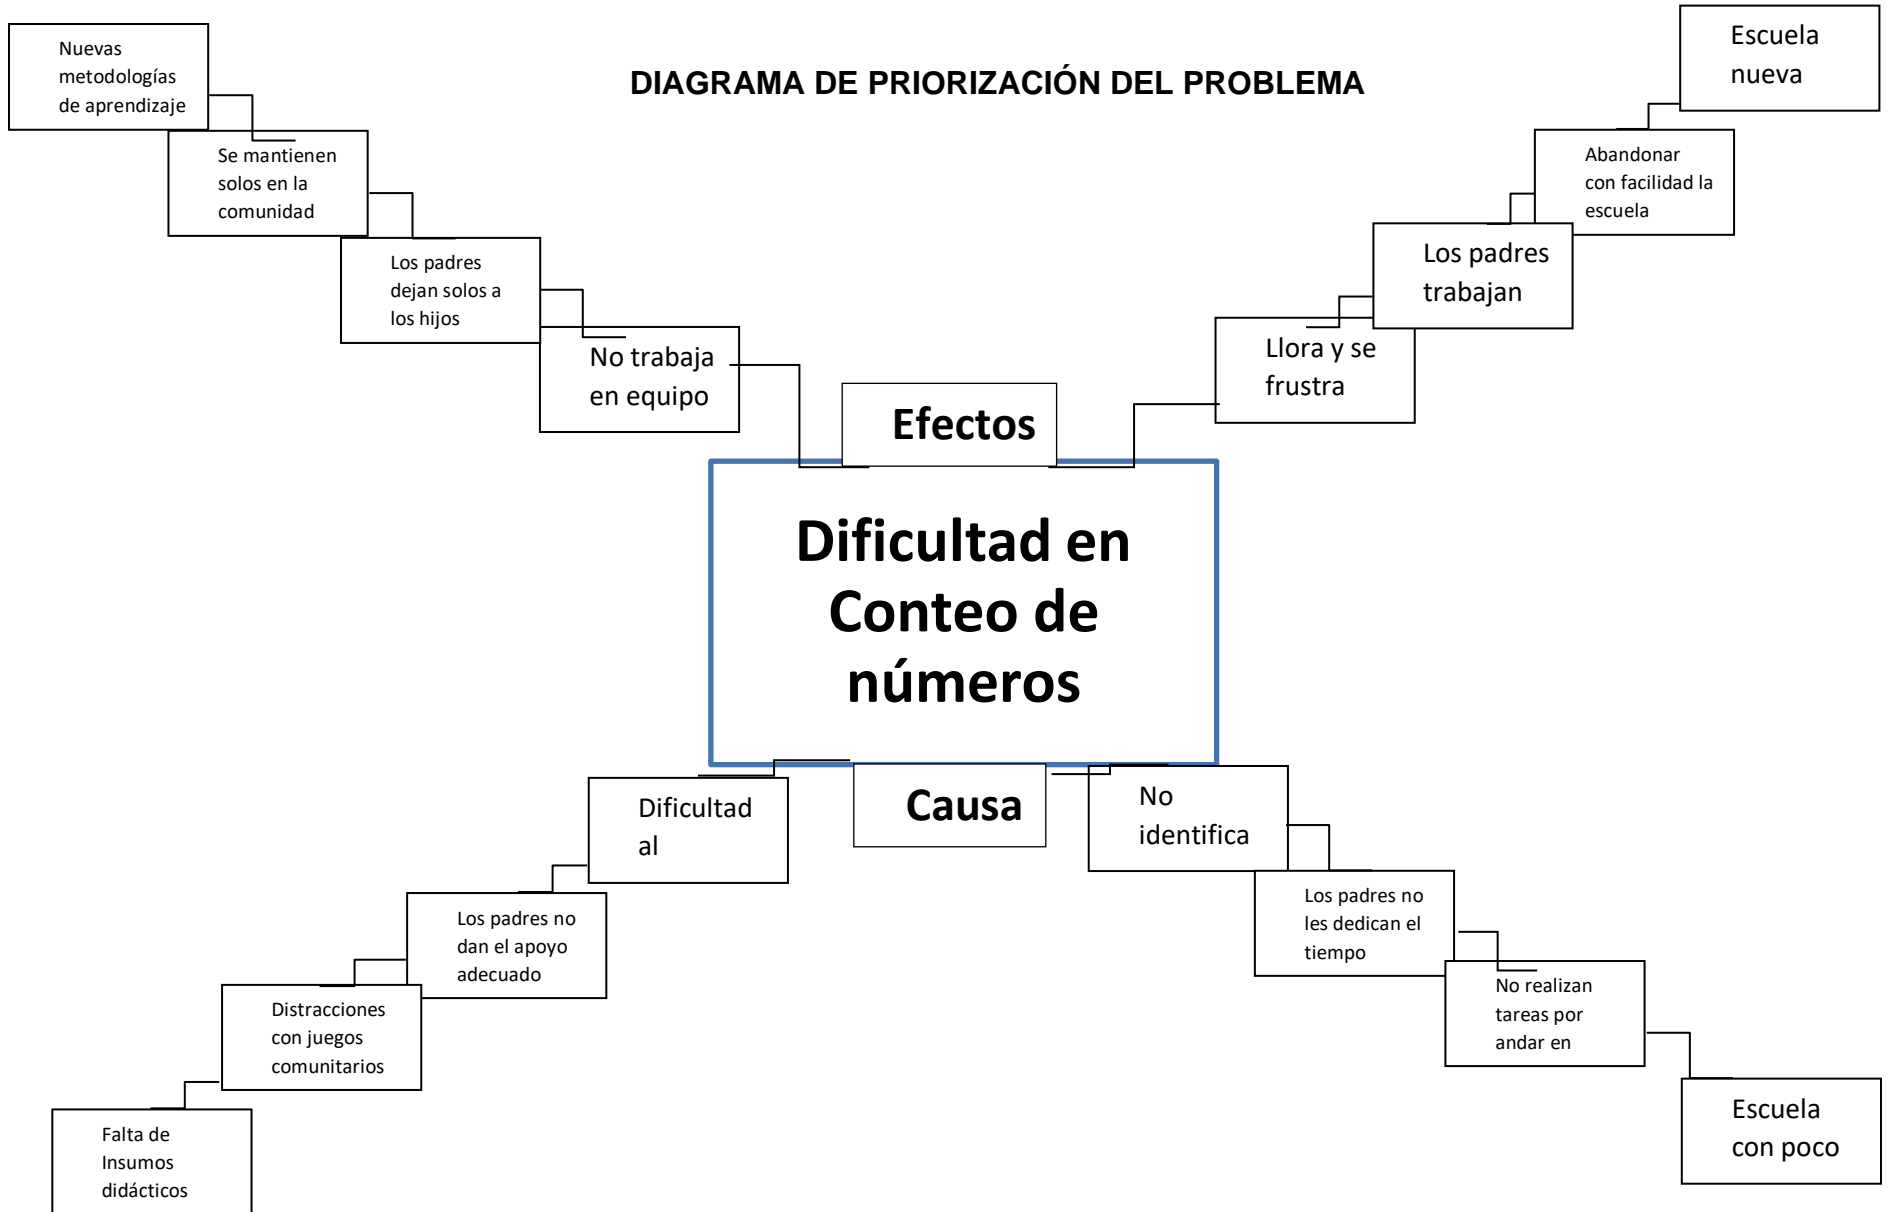 DIAGRAMA DE PRIORIZACIÓN DEL PROBLEMA
Nuevas
metodologías
de aprendizaje
Se mantienen
solos en la
comunidad
Los padres
dejan solos a
los hijos
No trabaja
en equipo
Escuela
nueva
Abandonar
con facilidad la
escuela
Los padres
trabajan
Llora y se
frustra
Efectos
Dificultad en
Conteo de
números
Causa
Dificultad
al
Los padres no
dan el apoyo
adecuado
Distracciones
con juegos
comunitarios
Falta de
Insumos
didácticos
No
identifica
Los padres no
les dedican el
tiempo
No realizan
tareas por
andar en
Escuela
con poco